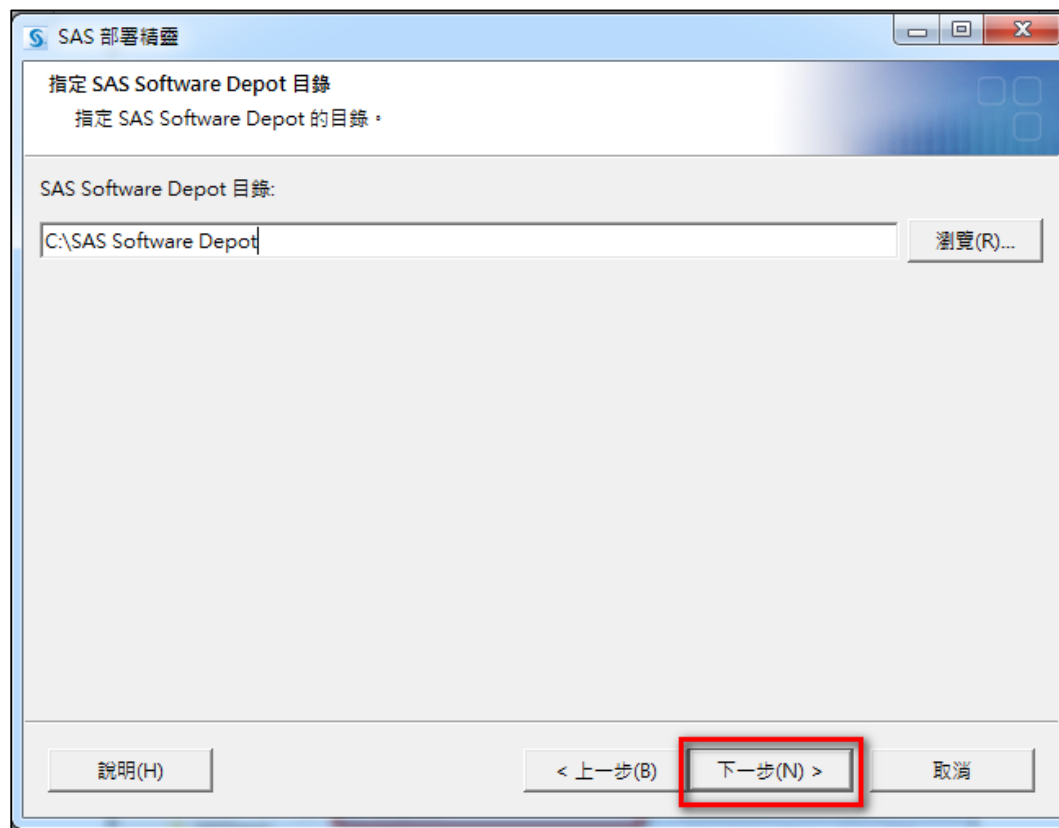 SAS 部署精靈
指定 SAS Software Depot 目錄
指定 SAS Software Depot 的目錄。
SAS Software Depot 目錄:
C:\SAS Software Depot
瀏覽(R)...
說明(H)
< 上一步(B)
下一步(N) >
取消